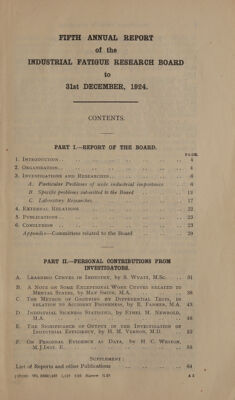 FIFTH ANNUAL REPORT
of the
INDUSTRIAL FATIGUE RESEARCH BOARD
to
31st DECEMBER, 1924.
CONTENTS.
PART I.—REPORT OF THE BOARD.
PAGE.
1. INTRODUCTION .. 4
2. ORGANISATION .. 4
3. INVESTIGATIONS AND RESEARCHES .. 6
A. Particular Problems of wide industrial importance 6
B. Specific problems submitted to the Board .. 12
C. Laboratory Researches .. 17
4. EXTERNAL RELATIONS .. 22
5. PUBLICATIONS .. 23
6. CONCLUSION .. 23
Appendix—Committees related to the Board .. 29
PART II.—PERSONAL CONTRIBUTIONS FROM
INVESTIGATORS.
A. LEARNING CURVES IN INDUSTRY, by S. WYATT, M.Sc. .. 31
B. A NOTE ON SOME EXCEPTIONAL WORK CURVES RELATED TO
MENTAL STATES, by MAY SMITH, M.A. .. 38
C. THE METHOD OF GROUPING BY DIFFERENTIAL TESTS, IN
RELATION TO ACCIDENT PRONENESS, by E. FARMER, M.A. 43
D. INDUSTRIAL SICKNESS STATISTICS, by ETHEL M. NEWBOLD,
M.A.
E. THE SIGNIFICANCE OF OUTPUT IN THE INVESTIGATION OF
INDUSTRIAL EFFICIENCY, by H. M. VERNON, M.D.
F. ON PERSONAL EVIDENCE AS DATA, by H. C. WESTON,
M.J.Inst.E.
SUPPLEMENT:
List of Reports and other Publications .. 64